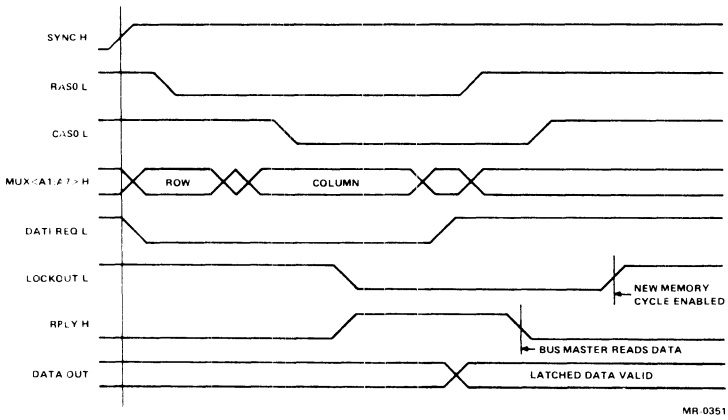 SYNC H
RAS0 L
CAS0 L
MUX<A1:A7> H
ROW
COLUMN
DATI REQ L
LOCKOUT L
NEW MEMORY
CYCLE ENABLED
RPLY H
BUS MASTER READS DATA
DATA OUT
LATCHED DATA VALID
MR-0351